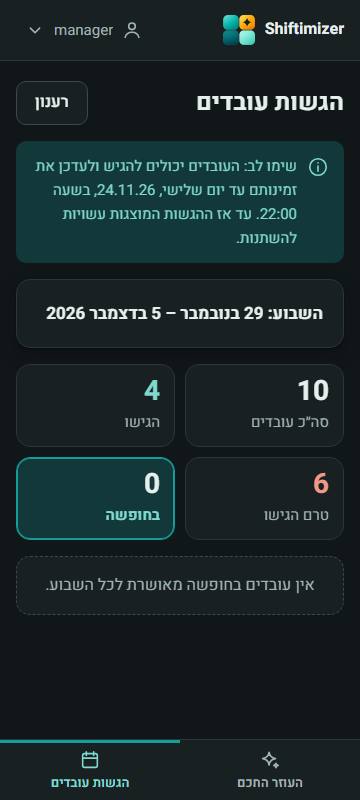 Shiftimizer
manager
הגשות עובדים
רענון
שימו לב: העובדים יכולים להגיש ולעדכן את
זמינותם עד יום שלישי, 24.11.26, בשעה
22:00. עד אז ההגשות המוצגות עשויות
להשתנות.
השבוע: 29 בנובמבר – 5 בדצמבר 2026
10
סה״כ עובדים
4
הגישו
6
טרם הגישו
0
בחופשה
אין עובדים בחופשה מאושרת לכל השבוע.
העוזר החכם
הגשות עובדים